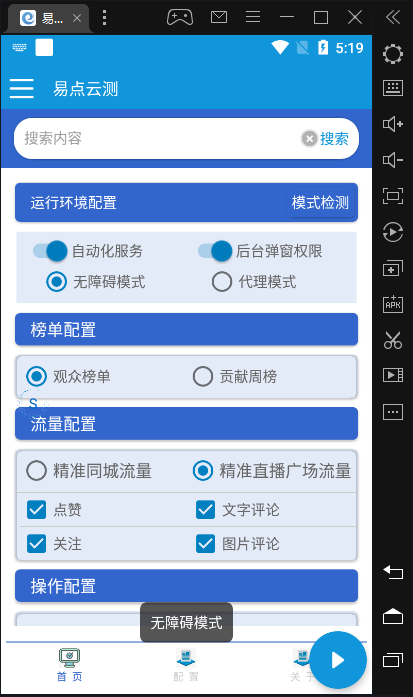 易...
5:19
易点云测
搜索内容
搜索
运行环境配置 模式检测
自动化服务 后台弹窗权限
无障碍模式 代理模式
榜单配置
观众榜单 贡献周榜
S
流量配置
精准同城流量 精准直播广场流量
点赞 文字评论
关注 图片评论
操作配置
无障碍模式
首页 配置 关于
APK